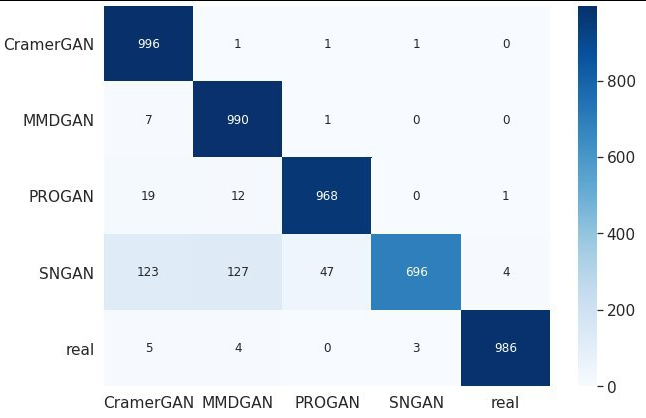 CramerGAN 996 1 1 1 0
MMDGAN 7 990 1 0 0
PROGAN 19 12 968 0 1
SNGAN 123 127 47 696 4
real 5 4 0 3 986
CramerGAN MMDGAN PROGAN SNGAN real
800
600
400
200
0